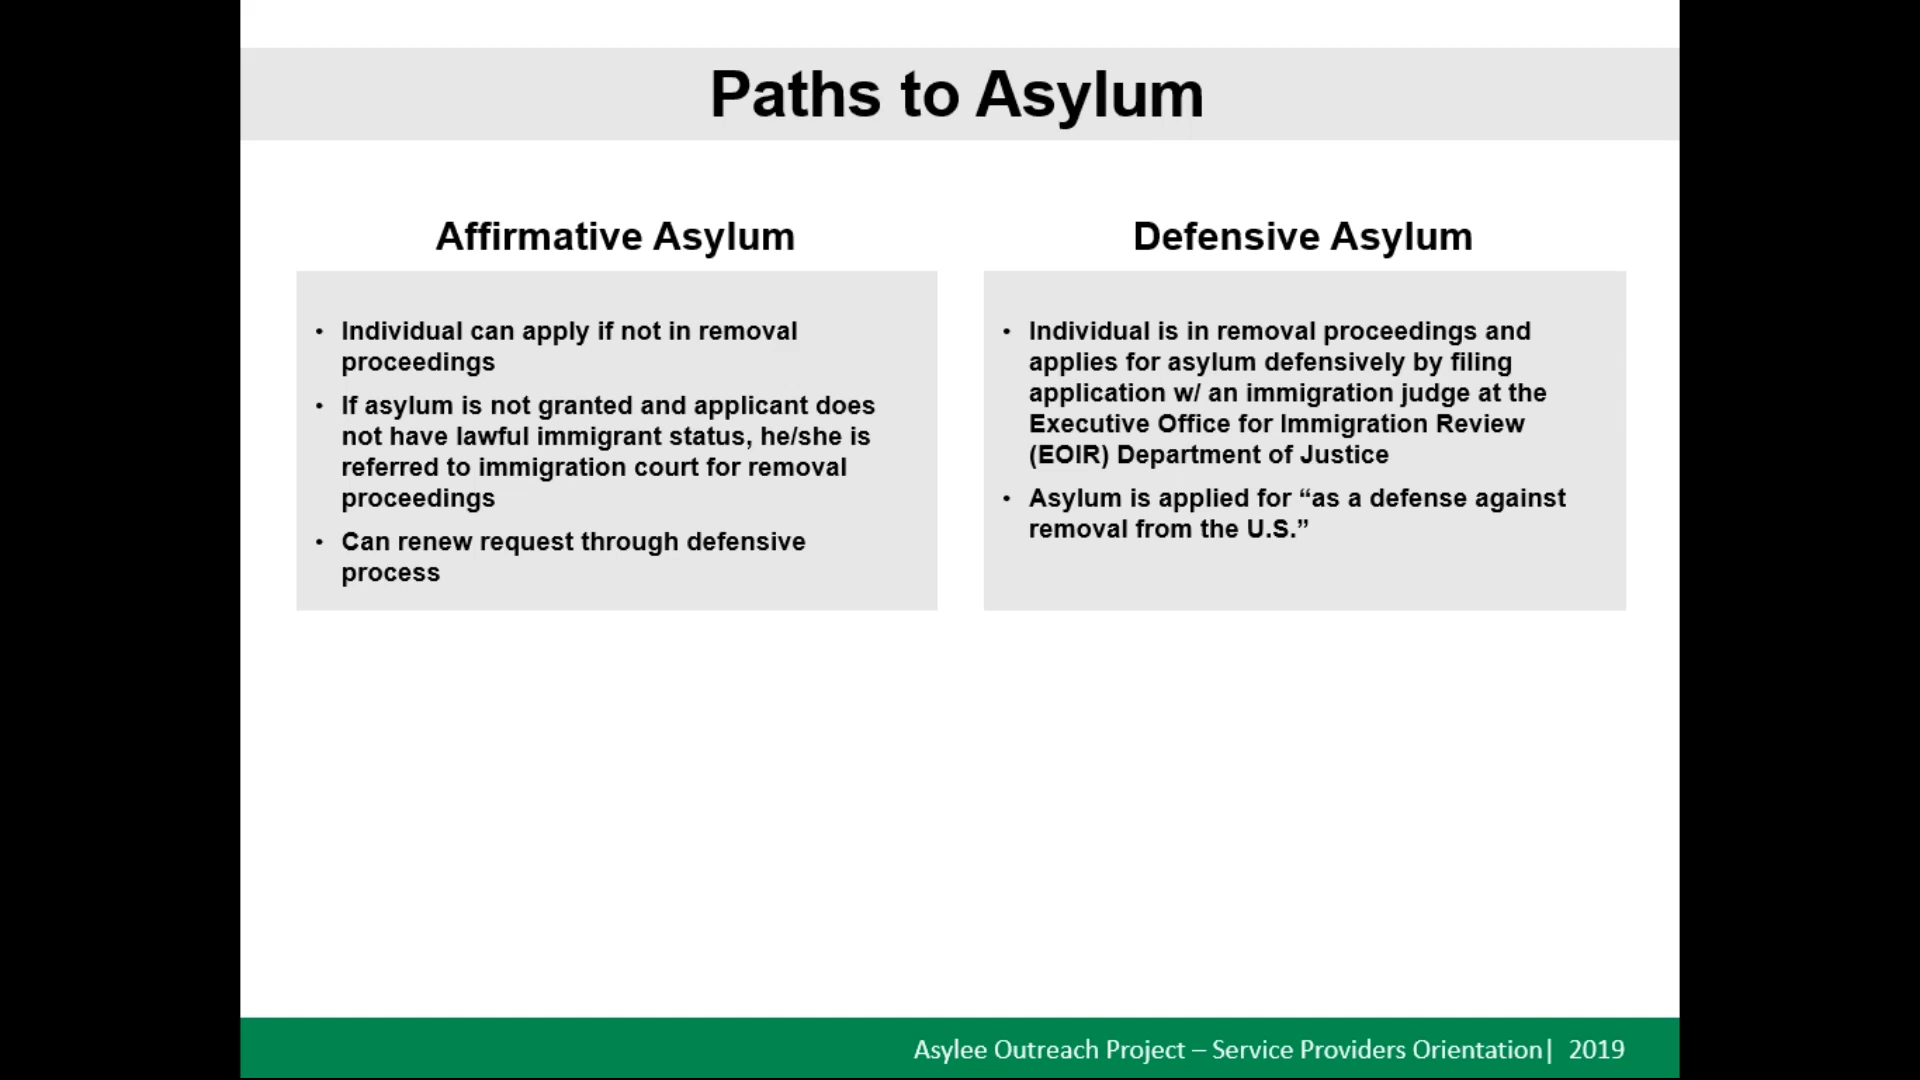 Paths to Asylum
Affirmative Asylum
• Individual can apply if not in removal
proceedings
• If asylum is not granted and applicant does
not have lawful immigrant status, he/she is
referred to immigration court for removal
proceedings
• Can renew request through defensive
process
Defensive Asylum
• Individual is in removal proceedings and
applies for asylum defensively by filing
application w/ an immigration judge at the
Executive Office for Immigration Review
(EOIR) Department of Justice
• Asylum is applied for “as a defense against
removal from the U.S.”
Asylee Outreach Project – Service Providers Orientation| 2019